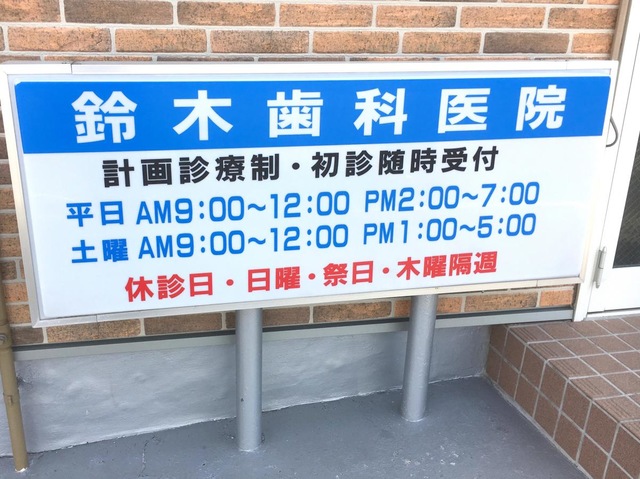 鈴木歯科医院
計画診療制・初診随時受付
平日 AM9:00～12:00 PM2:00～7:00
土曜 AM9:00～12:00 PM1:00～5:00
休診日・日曜・祭日・木曜隔週